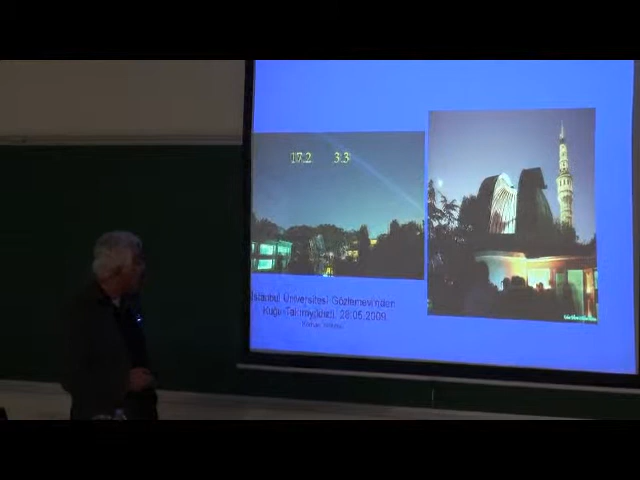 17.2 3.3
İstanbul Üniversitesi Gözlemevi'nden
Kuğu Takımyıldızı, 28.05.2009